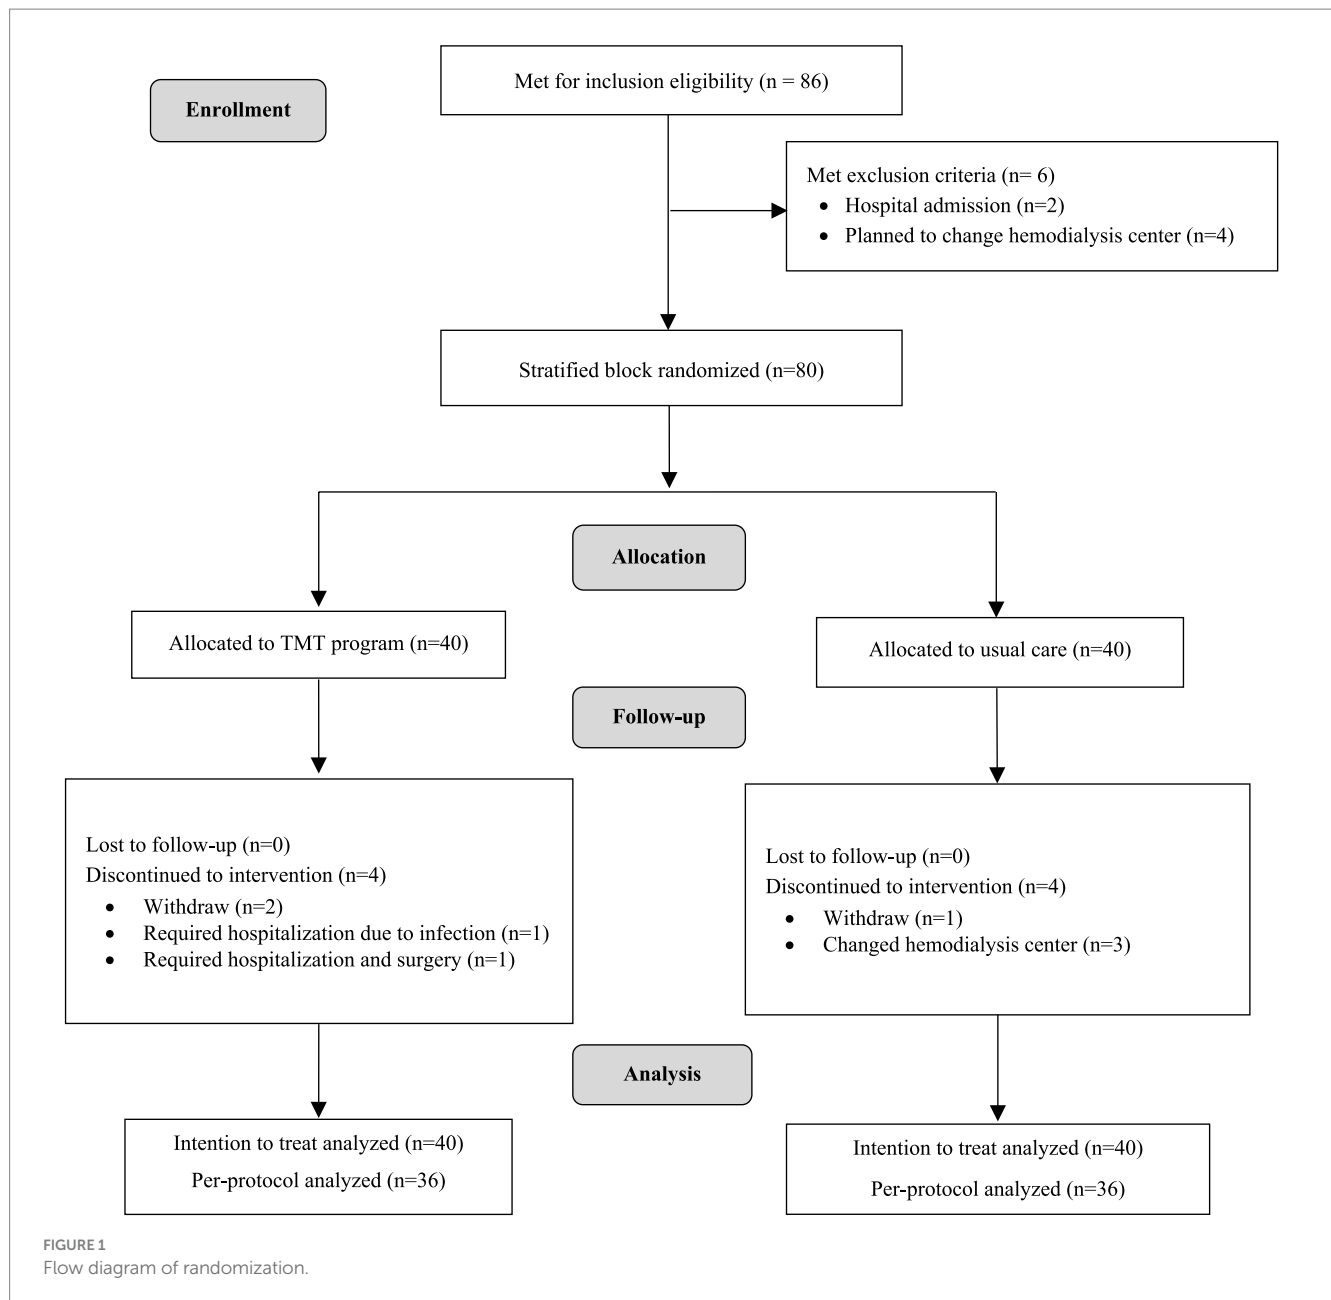 Met for inclusion eligibility (n = 86)
Enrollment
Met exclusion criteria (n= 6)
• Hospital admission (n=2)
• Planned to change hemodialysis center (n=4)
Stratified block randomized (n=80)
Allocation
Allocated to TMT program (n=40)
Allocated to usual care (n=40)
Follow-up
Lost to follow-up (n=0)
Discontinued to intervention (n=4)
• Withdraw (n=2)
• Required hospitalization due to infection (n=1)
• Required hospitalization and surgery (n=1)
Lost to follow-up (n=0)
Discontinued to intervention (n=4)
• Withdraw (n=1)
• Changed hemodialysis center (n=3)
Analysis
Intention to treat analyzed (n=40)
Per-protocol analyzed (n=36)
Intention to treat analyzed (n=40)
Per-protocol analyzed (n=36)
FIGURE 1
Flow diagram of randomization.